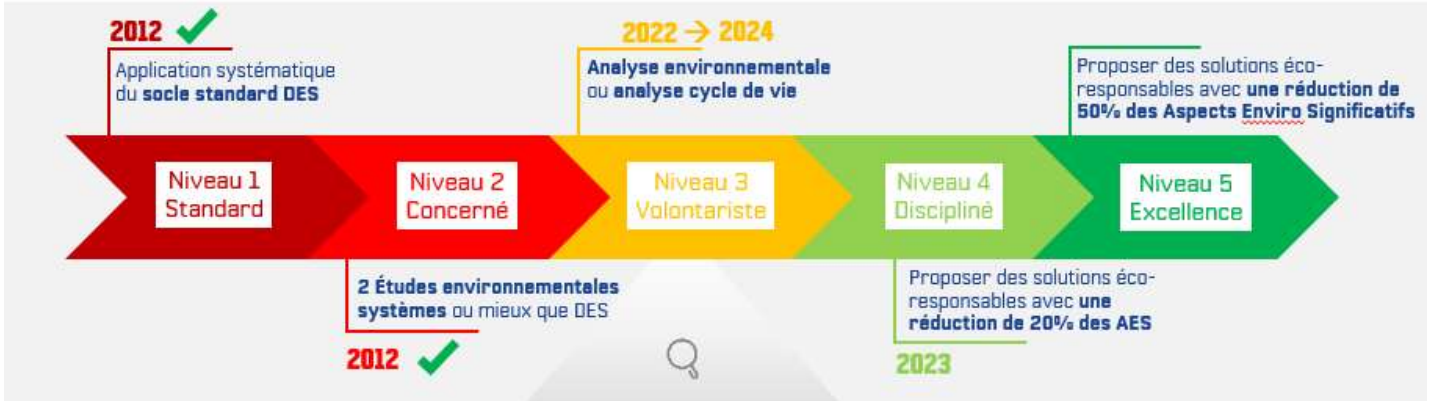 2012
Application systématique
du socle standard DES
2022 → 2024
Analyse environnementale
ou analyse cycle de vie
Proposer des solutions éco-
responsables avec une réduction de
50% des Aspects Enviro Significatifs
Niveau 1
Standard
Niveau 2
Concerné
Niveau 3
Volontariste
Niveau 4
Discipliné
Niveau 5
Excellence
2 Études environnementales
systèmes ou mieux que DES
2012
Proposer des solutions éco-
responsables avec une
réduction de 20% des AES
2023